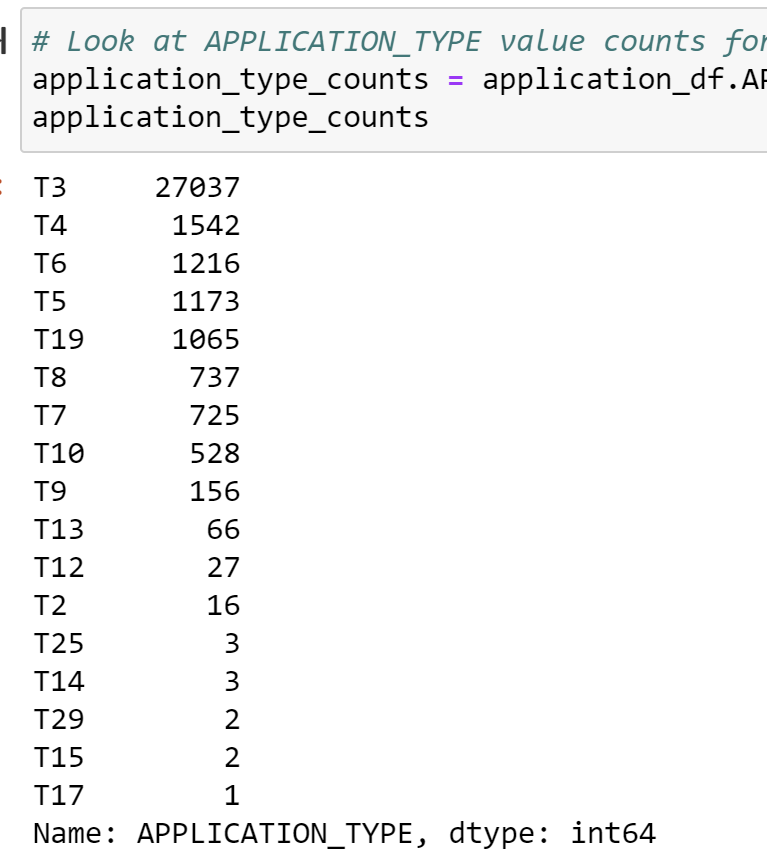 # Look at APPLICATION_TYPE value counts for
application_type_counts = application_df.AP
application_type_counts
T3 27037
T4 1542
T6 1216
T5 1173
T19 1065
T8 737
T7 725
T10 528
T9 156
T13 66
T12 27
T2 16
T25 3
T14 3
T29 2
T15 2
T17 1
Name: APPLICATION_TYPE, dtype: int64